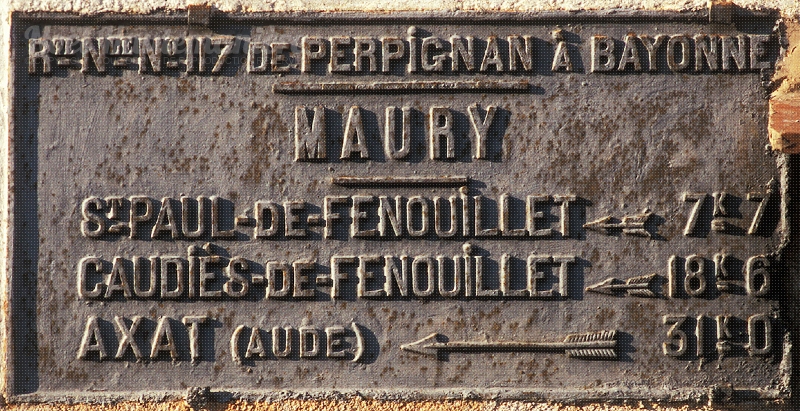 Rte Nle No 117 DE PERPIGNAN À BAYONNE
MAURY
ST PAUL-DE-FENOUILLET 7K7
CAUDIÈS-DE-FENOUILLET 18K6
AXAT (AUDE) 31K0